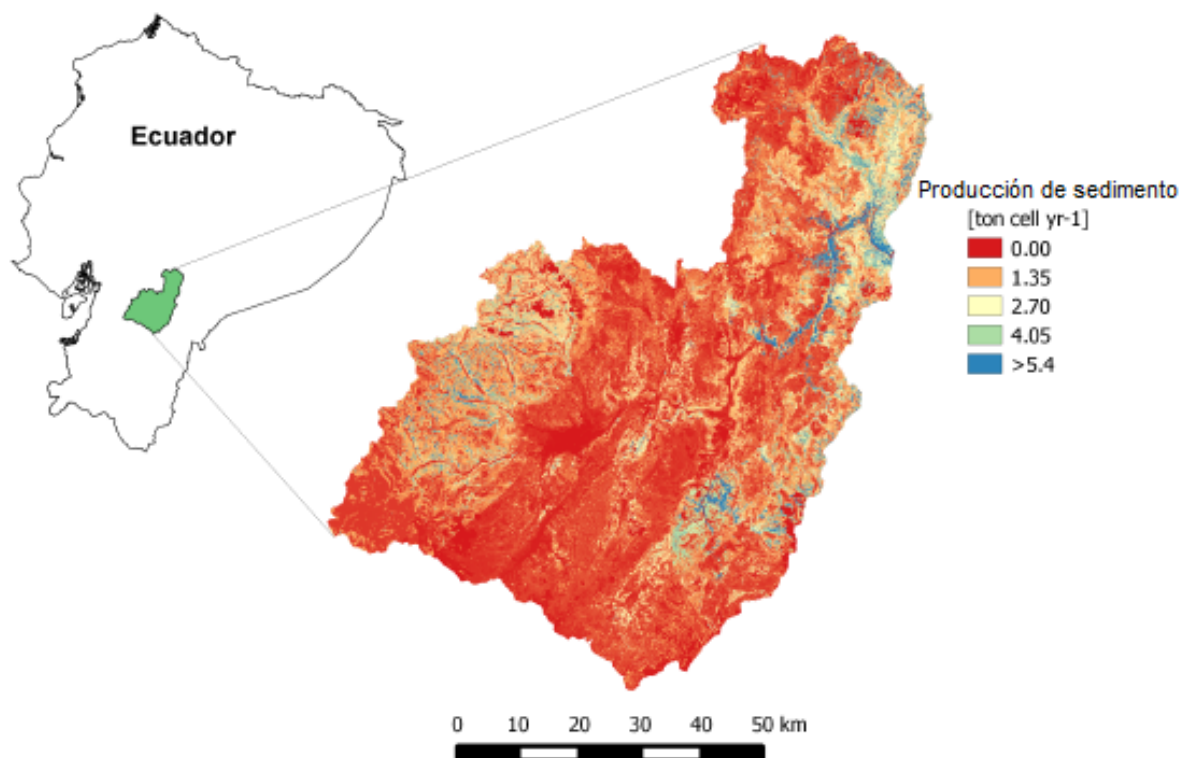 Ecuador
Producción de sedimento
[ton cell yr-1]
0.00
1.35
2.70
4.05
>5.4
0 10 20 30 40 50 km